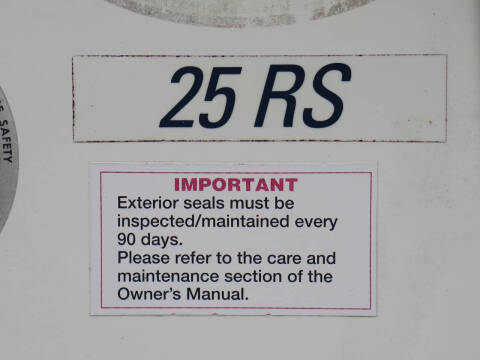 25 RS
E SAFETY
IMPORTANT
Exterior seals must be
inspected/maintained every
90 days.
Please refer to the care and
maintenance section of the
Owner's Manual.